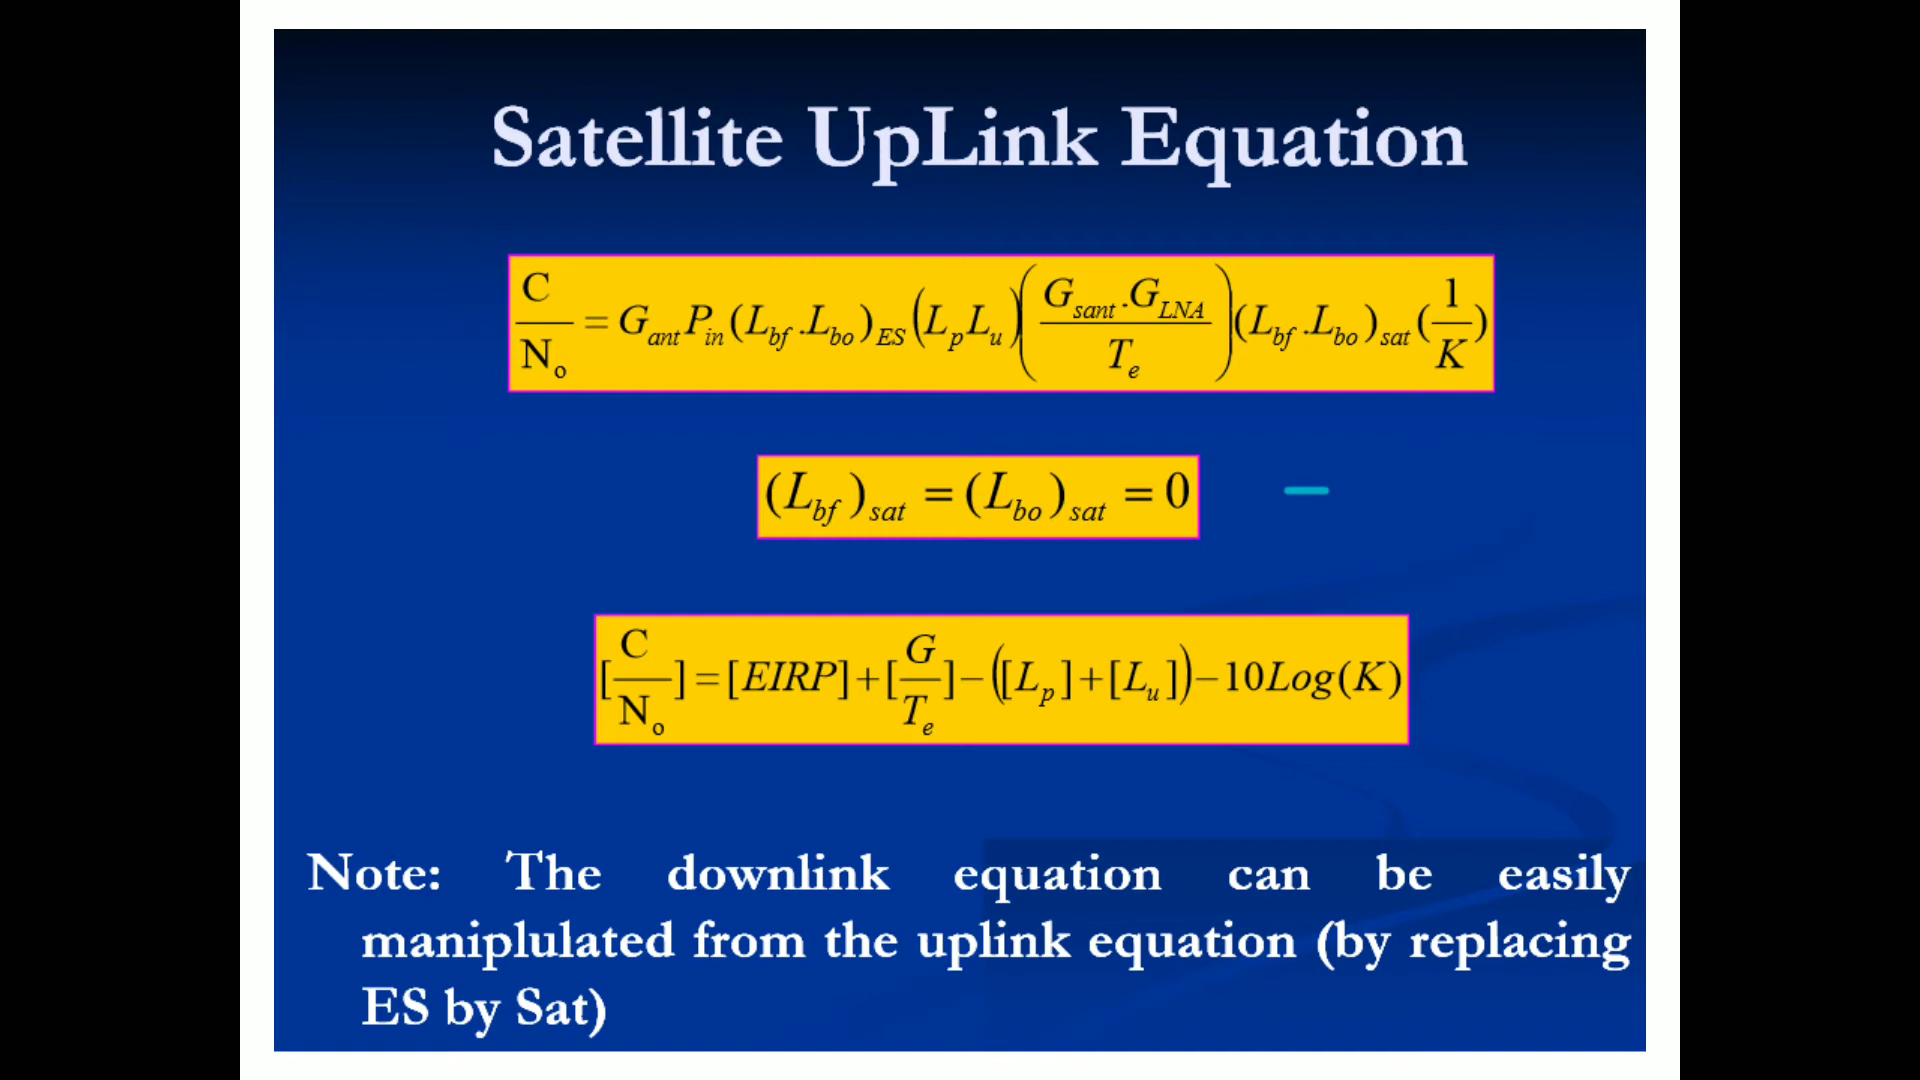 Satellite UpLink Equation
C/N₀ = G_ant P_in (L_bf . L_bo)_ES (L_p L_u) (G_sant . G_LNA / T_e) (L_bf . L_bo)_sat (1/K)
(L_bf)_sat = (L_bo)_sat = 0
[C/N₀] = [EIRP] + [G/T_e] − ([L_p] + [L_u]) − 10Log(K)
Note: The downlink equation can be easily
maniplulated from the uplink equation (by replacing
ES by Sat)